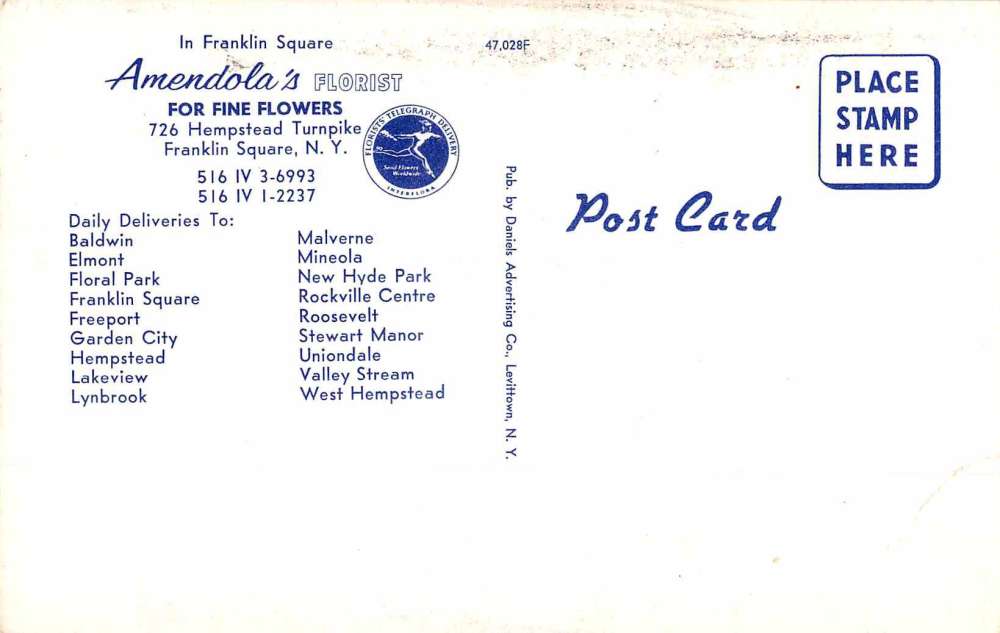 In Franklin Square
Amendola's FLORIST
FOR FINE FLOWERS
726 Hempstead Turnpike
Franklin Square, N. Y.
516 IV 3-6993
516 IV 1-2237
FLORISTS' TELEGRAPH DELIVERY
Send Flowers
Worldwide
INTERFLORA
Daily Deliveries To:
Baldwin
Elmont
Floral Park
Franklin Square
Freeport
Garden City
Hempstead
Lakeview
Lynbrook
Malverne
Mineola
New Hyde Park
Rockville Centre
Roosevelt
Stewart Manor
Uniondale
Valley Stream
West Hempstead
47,028F
Pub. by Daniels Advertising Co., Levittown, N. Y.
PLACE
STAMP
HERE
Post Card